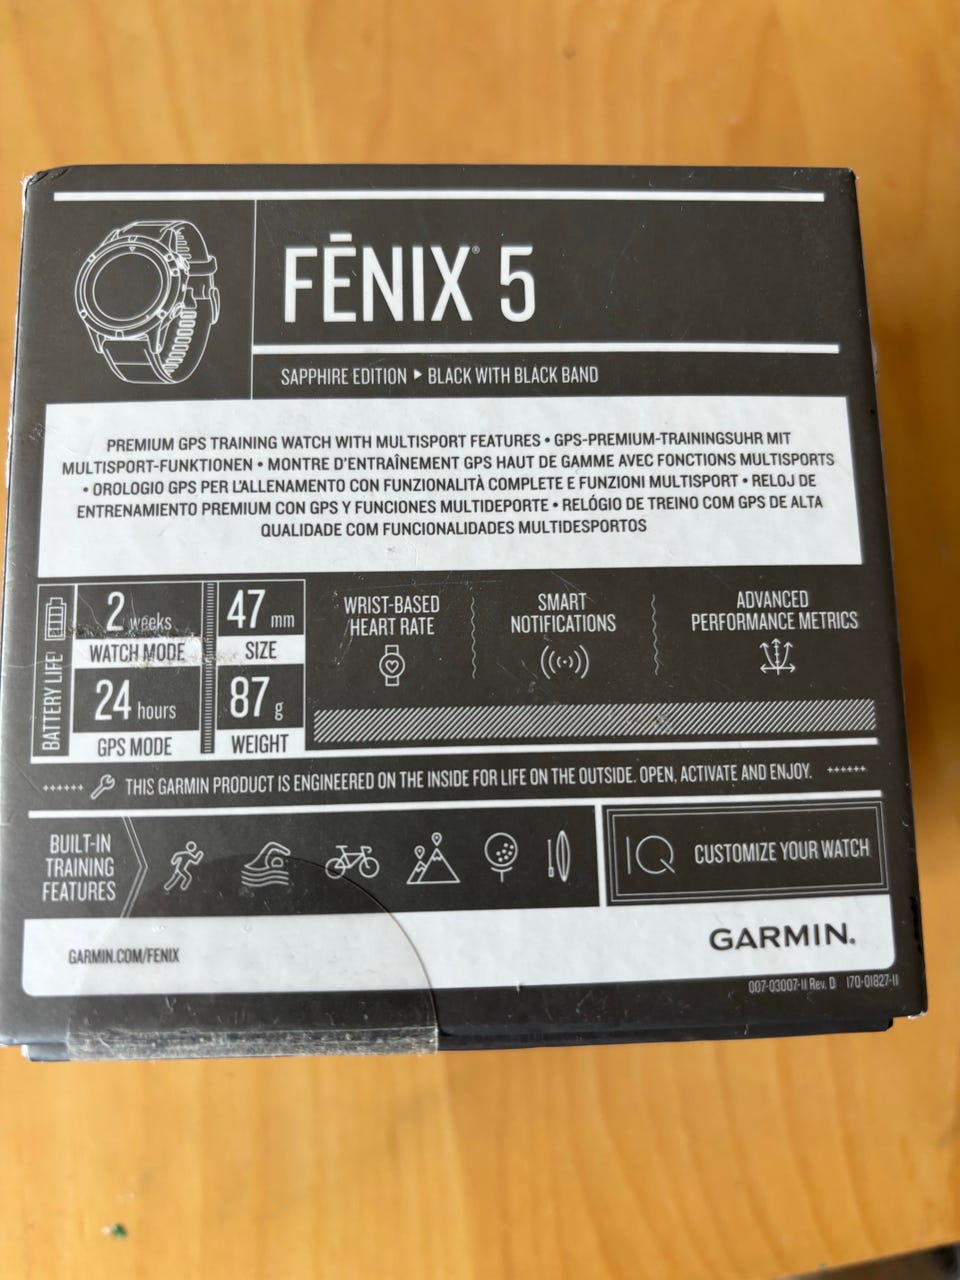 FĒNIX® 5
SAPPHIRE EDITION ▸ BLACK WITH BLACK BAND
PREMIUM GPS TRAINING WATCH WITH MULTISPORT FEATURES • GPS-PREMIUM-TRAININGSUHR MIT
MULTISPORT-FUNKTIONEN • MONTRE D'ENTRAÎNEMENT GPS HAUT DE GAMME AVEC FONCTIONS MULTISPORTS
• OROLOGIO GPS PER L'ALLENAMENTO CON FUNZIONALITÀ COMPLETE E FUNZIONI MULTISPORT • RELOJ DE
ENTRENAMIENTO PREMIUM CON GPS Y FUNCIONES MULTIDEPORTE • RELÓGIO DE TREINO COM GPS DE ALTA
QUALIDADE COM FUNCIONALIDADES MULTIDESPORTOS
BATTERY LIFE
2 weeks
WATCH MODE
24 hours
GPS MODE
47 mm
SIZE
87 g
WEIGHT
WRIST-BASED
HEART RATE
SMART
NOTIFICATIONS
ADVANCED
PERFORMANCE METRICS
THIS GARMIN PRODUCT IS ENGINEERED ON THE INSIDE FOR LIFE ON THE OUTSIDE. OPEN, ACTIVATE AND ENJOY.
BUILT-IN
TRAINING
FEATURES
IQ CUSTOMIZE YOUR WATCH
GARMIN.COM/FENIX
GARMIN.
007-03007-11 Rev. D 170-01827-11